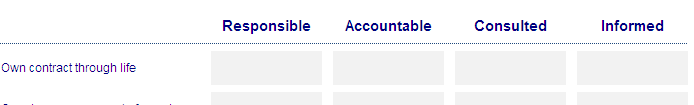 Responsible Accountable Consulted Informed
Own contract through life